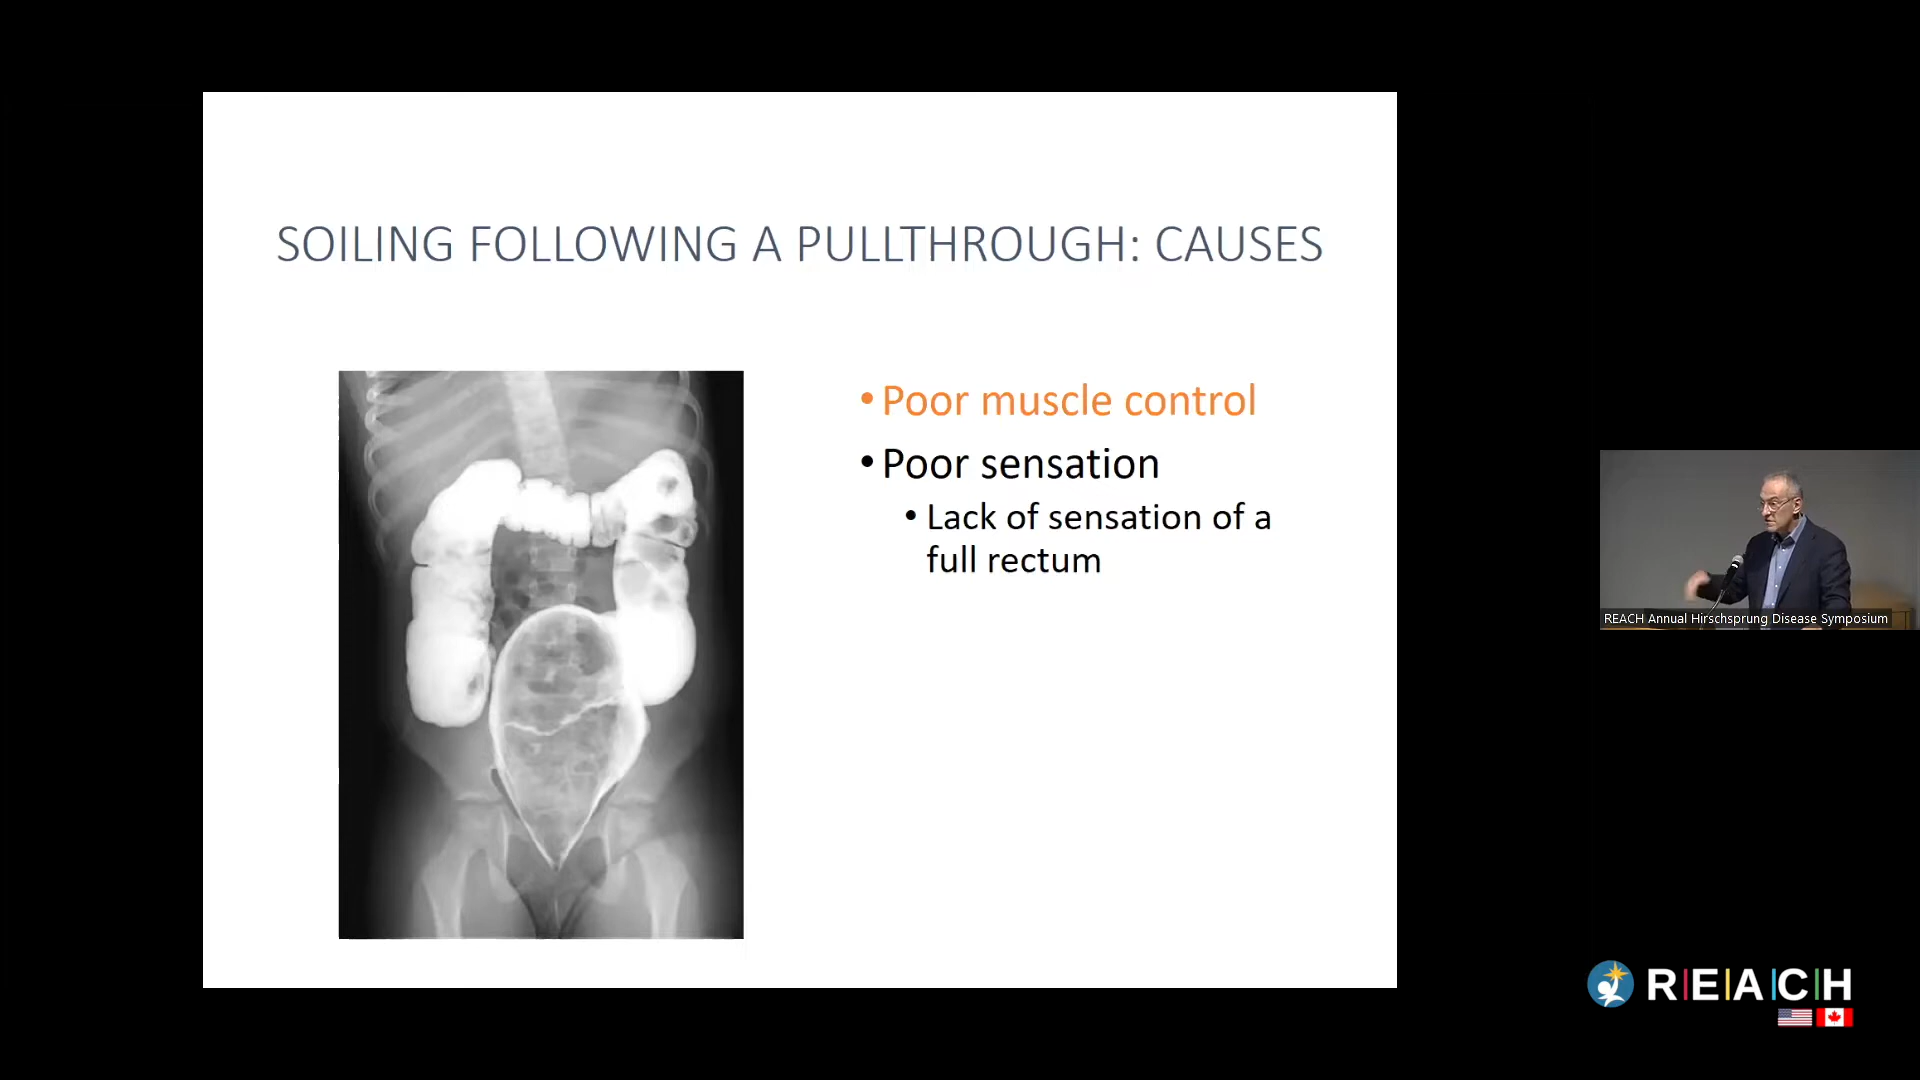 SOILING FOLLOWING A PULLTHROUGH: CAUSES
• Poor muscle control
• Poor sensation
• Lack of sensation of a
full rectum
REACH Annual Hirschsprung Disease Symposium
R|E|A|C|H